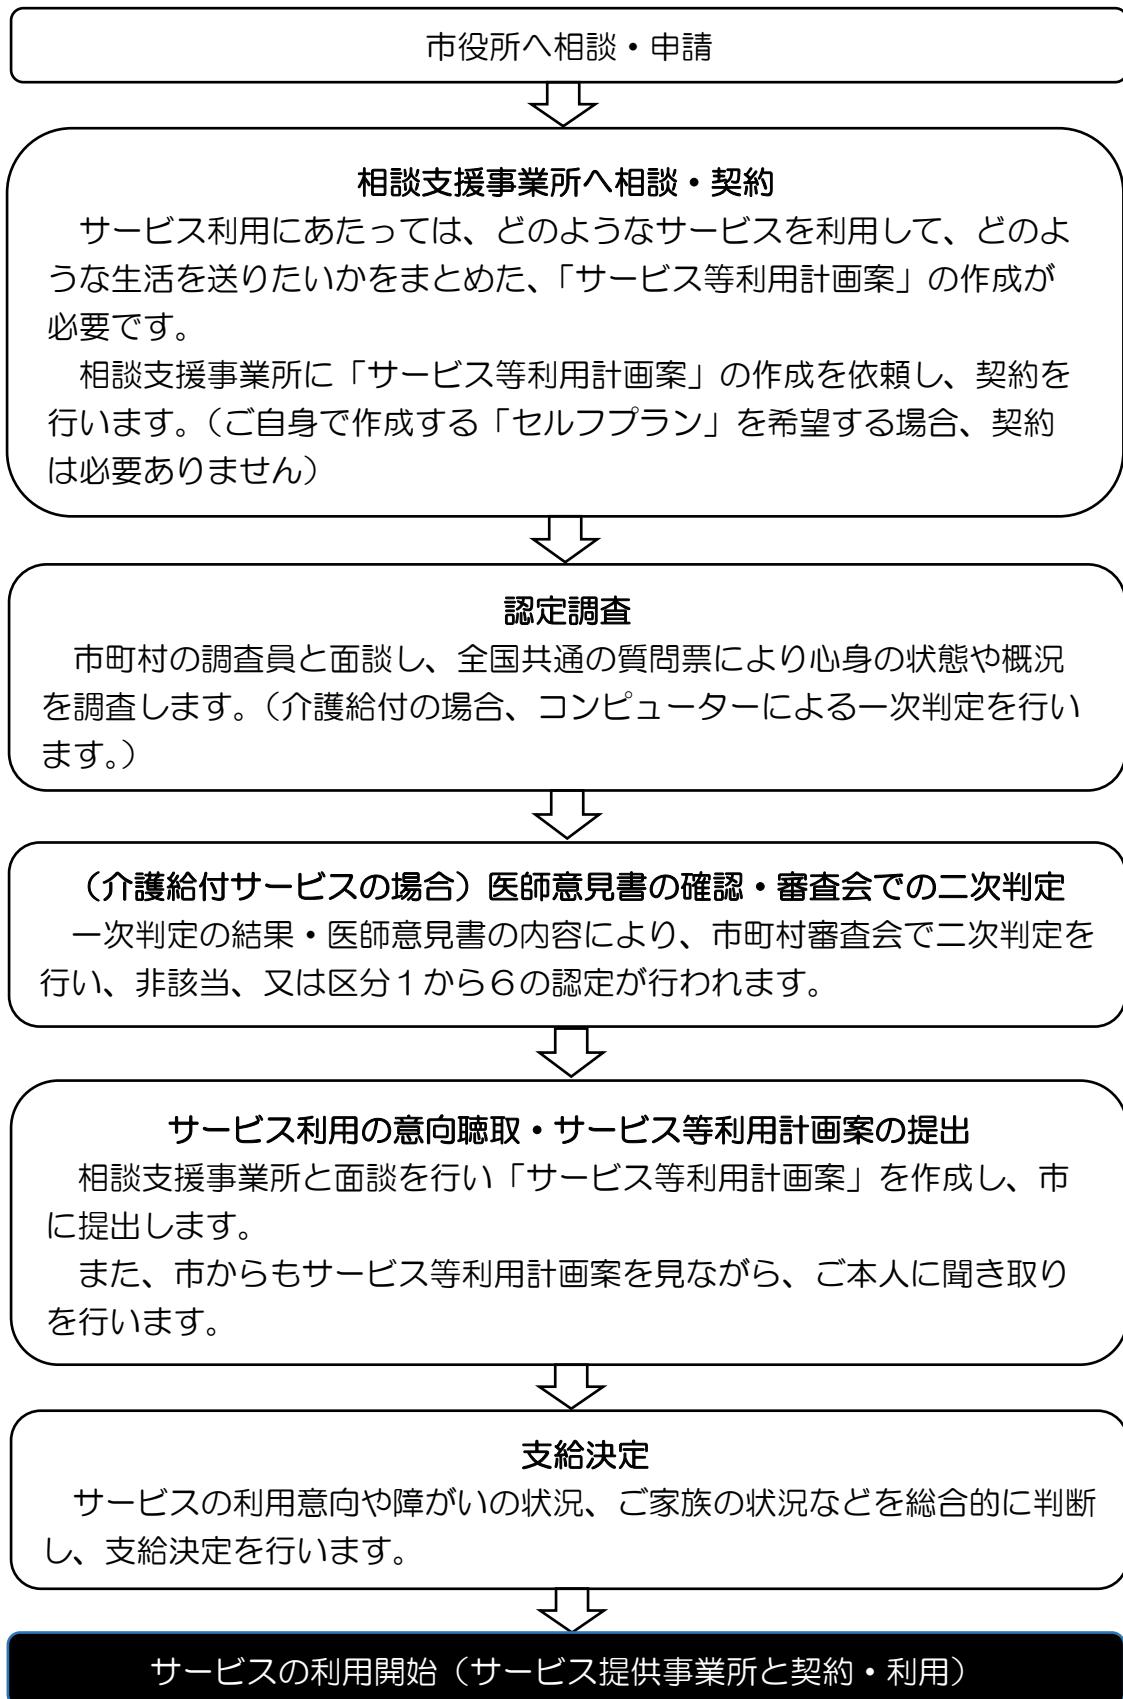 市役所へ相談・申請
相談支援事業所へ相談・契約
サービス利用にあたっては、どのようなサービスを利用して、どのよ
うな生活を送りたいかをまとめた、「サービス等利用計画案」の作成が
必要です。
相談支援事業所に「サービス等利用計画案」の作成を依頼し、契約を
行います。（ご自身で作成する「セルフプラン」を希望する場合、契約
は必要ありません）
認定調査
市町村の調査員と面談し、全国共通の質問票により心身の状態や概況
を調査します。（介護給付の場合、コンピューターによる一次判定を行い
ます。）
（介護給付サービスの場合）医師意見書の確認・審査会での二次判定
一次判定の結果・医師意見書の内容により、市町村審査会で二次判定を
行い、非該当、又は区分１から６の認定が行われます。
サービス利用の意向聴取・サービス等利用計画案の提出
相談支援事業所と面談を行い「サービス等利用計画案」を作成し、市
に提出します。
また、市からもサービス等利用計画案を見ながら、ご本人に聞き取り
を行います。
支給決定
サービスの利用意向や障がいの状況、ご家族の状況などを総合的に判断
し、支給決定を行います。
サービスの利用開始（サービス提供事業所と契約・利用）